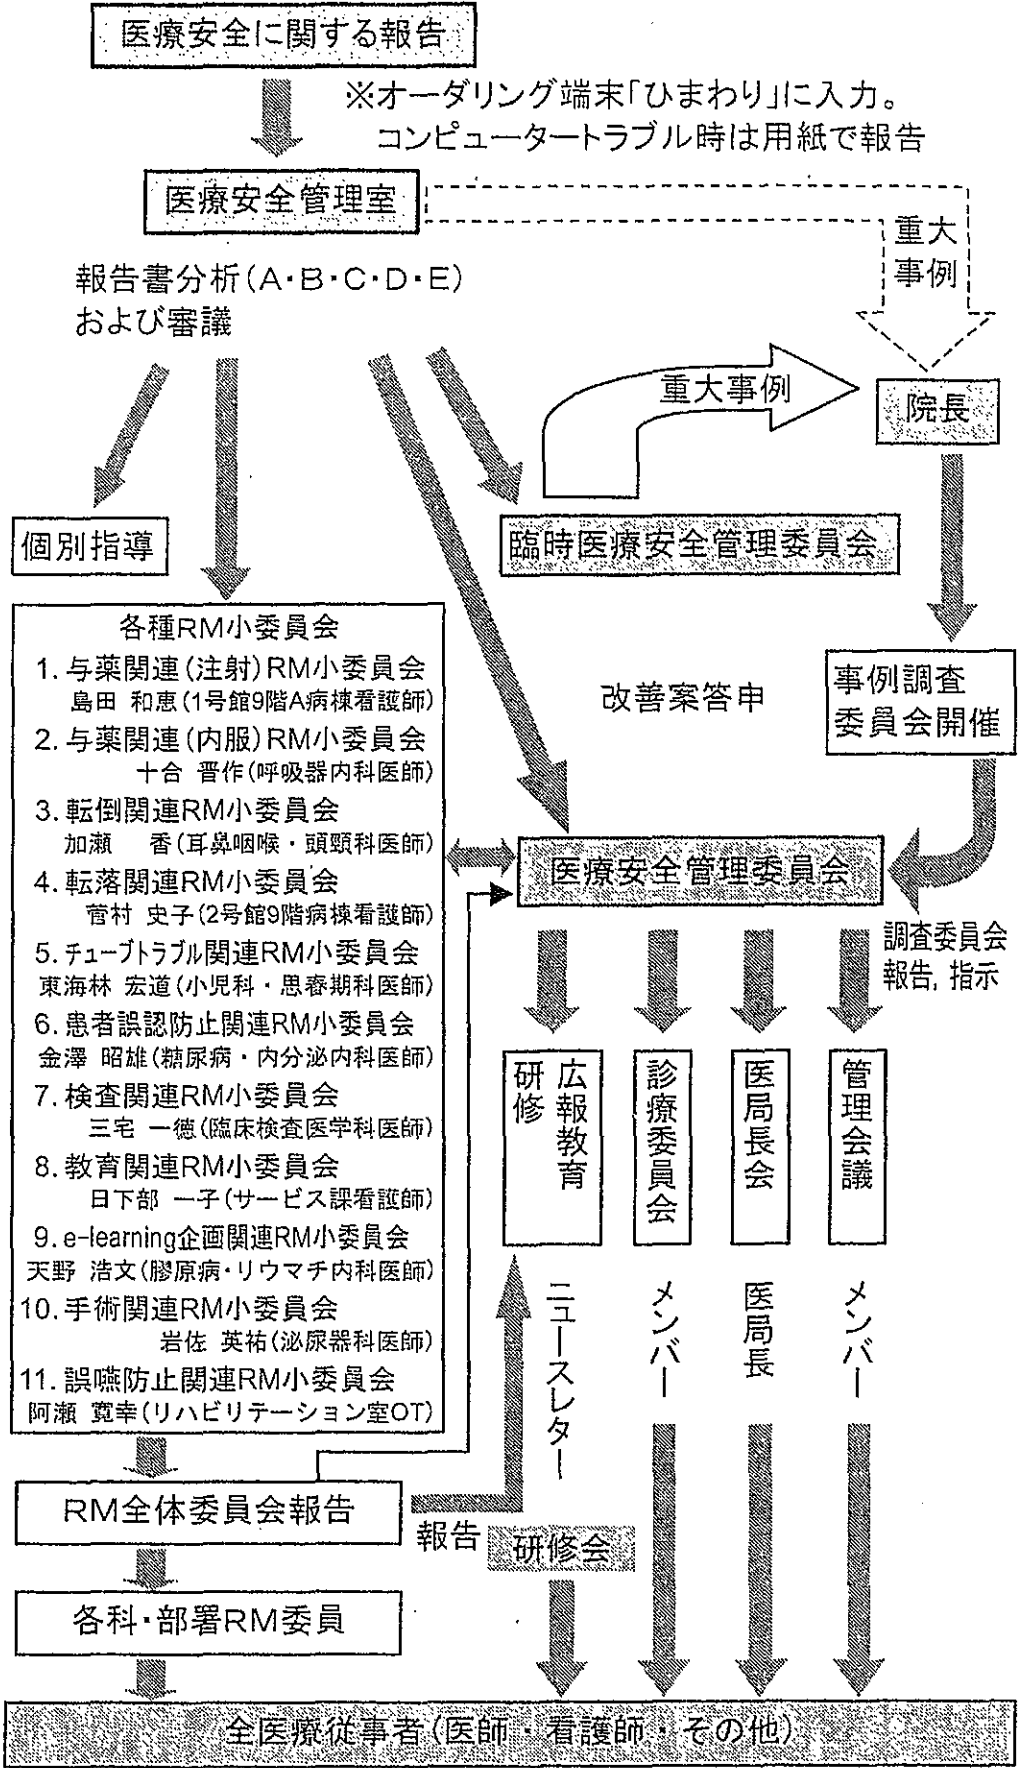 医療安全に関する報告
※オーダリング端末「ひまわり」に入力。
コンピュータートラブル時は用紙で報告
医療安全管理室
重大
事例
報告書分析(A・B・C・D・E)
および審議
重大事例
院長
個別指導
臨時医療安全管理委員会
各種RM小委員会
1. 与薬関連(注射)RM小委員会
島田 和恵(1号館9階A病棟看護師)
2. 与薬関連(内服)RM小委員会
十合 晋作(呼吸器内科医師)
3. 転倒関連RM小委員会
加瀬 香(耳鼻咽喉・頭頸科医師)
4. 転落関連RM小委員会
菅村 史子(2号館9階病棟看護師)
5. チューブトラブル関連RM小委員会
東海林 宏道(小児科・思春期科医師)
6. 患者誤認防止関連RM小委員会
金澤 昭雄(糖尿病・内分泌内科医師)
7. 検査関連RM小委員会
三宅 一徳(臨床検査医学科医師)
8. 教育関連RM小委員会
日下部 一子(サービス課看護師)
9. e-learning企画関連RM小委員会
天野 浩文(膠原病・リウマチ内科医師)
10. 手術関連RM小委員会
岩佐 英祐(泌尿器科医師)
11. 誤嚥防止関連RM小委員会
阿瀬 寛幸(リハビリテーション室OT)
改善案答申
事例調査
委員会開催
医療安全管理委員会
調査委員会
報告, 指示
広報教育
研修
診療委員会
医局長会
管理会議
ニュースレター
メンバー
医局長
メンバー
RM全体委員会報告
報告
研修会
各科・部署RM委員
全医療従事者(医師・看護師・その他)